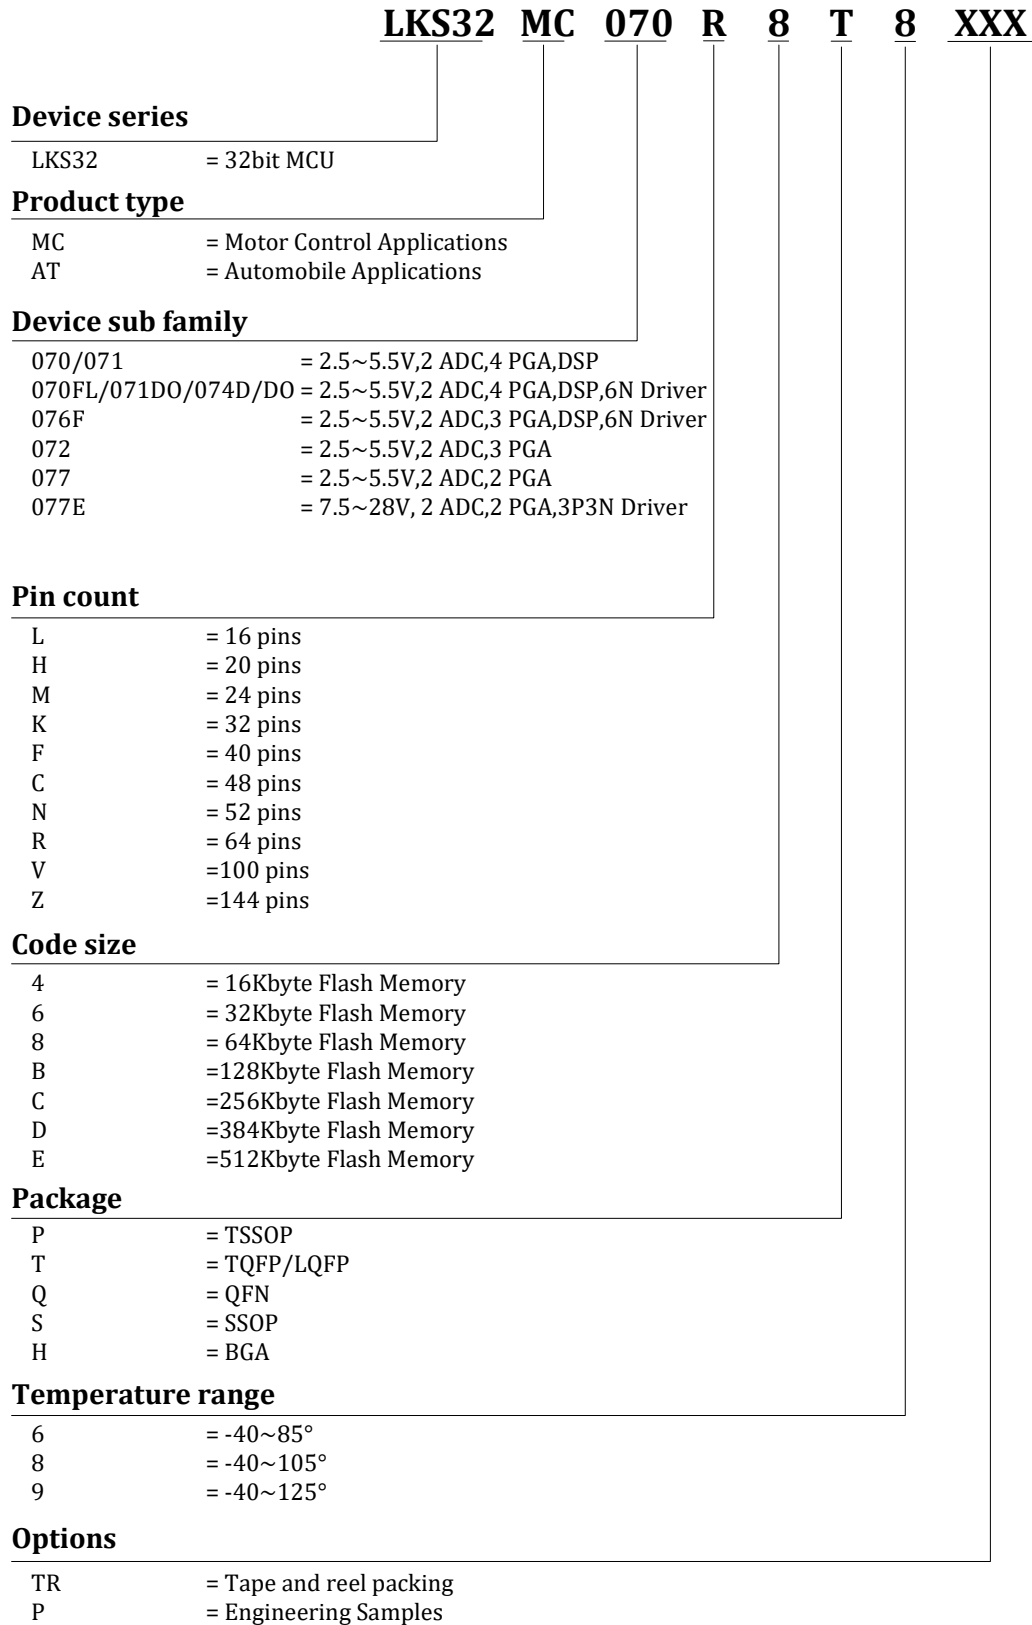 LKS32 MC 070 R 8 T 8 XXX
Device series
LKS32 = 32bit MCU
Product type
MC = Motor Control Applications
AT = Automobile Applications
Device sub family
070/071 = 2.5~5.5V,2 ADC,4 PGA,DSP
070FL/071DO/074D/DO = 2.5~5.5V,2 ADC,4 PGA,DSP,6N Driver
076F = 2.5~5.5V,2 ADC,3 PGA,DSP,6N Driver
072 = 2.5~5.5V,2 ADC,3 PGA
077 = 2.5~5.5V,2 ADC,2 PGA
077E = 7.5~28V, 2 ADC,2 PGA,3P3N Driver
Pin count
L = 16 pins
H = 20 pins
M = 24 pins
K = 32 pins
F = 40 pins
C = 48 pins
N = 52 pins
R = 64 pins
V =100 pins
Z =144 pins
Code size
4 = 16Kbyte Flash Memory
6 = 32Kbyte Flash Memory
8 = 64Kbyte Flash Memory
B =128Kbyte Flash Memory
C =256Kbyte Flash Memory
D =384Kbyte Flash Memory
E =512Kbyte Flash Memory
Package
P = TSSOP
T = TQFP/LQFP
Q = QFN
S = SSOP
H = BGA
Temperature range
6 = -40~85°
8 = -40~105°
9 = -40~125°
Options
TR = Tape and reel packing
P = Engineering Samples